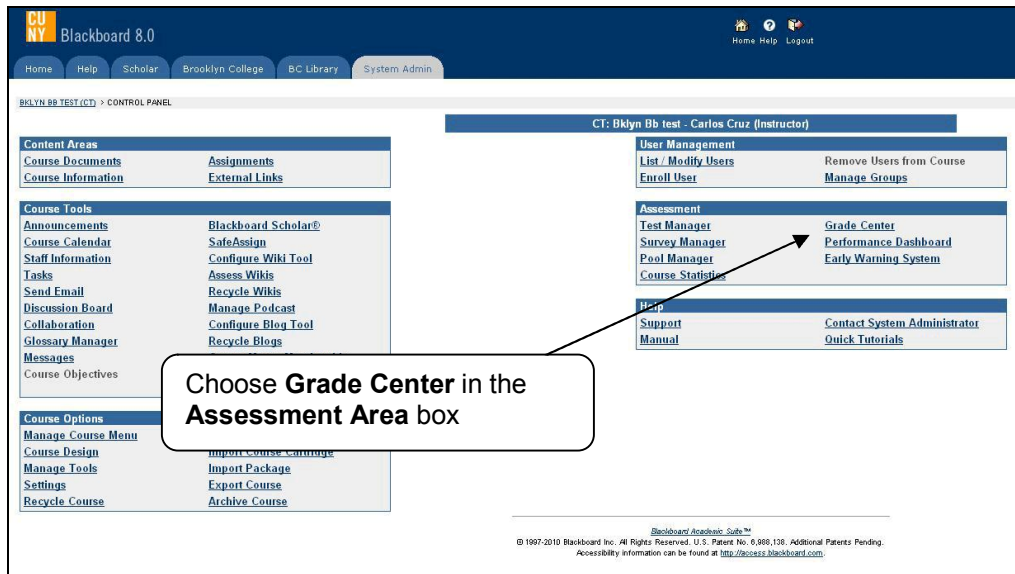 CU
NY Blackboard 8.0
Home Help Logout
Home Help Scholar Brooklyn College BC Library System Admin
BKLYN BB TEST (CT) > CONTROL PANEL
CT: Bklyn Bb test - Carlos Cruz (Instructor)
Content Areas
Course Documents Assignments
Course Information External Links
Course Tools
Announcements Blackboard Scholar®
Course Calendar SafeAssign
Staff Information Configure Wiki Tool
Tasks Assess Wikis
Send Email Recycle Wikis
Discussion Board Manage Podcast
Collaboration Configure Blog Tool
Glossary Manager Recycle Blogs
Messages
Course Objectives
Course Options
Manage Course Menu
Course Design Import Course Cartridge
Manage Tools Import Package
Settings Export Course
Recycle Course Archive Course
User Management
List / Modify Users Remove Users from Course
Enroll User Manage Groups
Assessment
Test Manager Grade Center
Survey Manager Performance Dashboard
Pool Manager Early Warning System
Course Statistics
Help
Support Contact System Administrator
Manual Quick Tutorials
Choose Grade Center in the
Assessment Area box
Blackboard Academic Suite™
© 1997-2010 Blackboard Inc. All Rights Reserved. U.S. Patent No. 6,988,138. Additional Patents Pending.
Accessibility information can be found at http://access.blackboard.com.